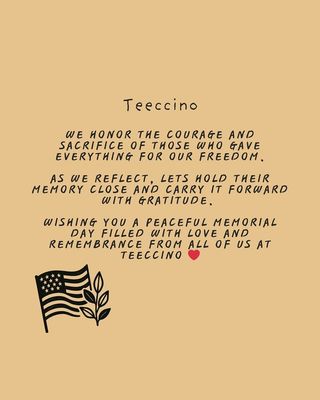 Teeccino
WE HONOR THE COURAGE AND
SACRIFICE OF THOSE WHO GAVE
EVERYTHING FOR OUR FREEDOM.
AS WE REFLECT, LETS HOLD THEIR
MEMORY CLOSE AND CARRY IT FORWARD
WITH GRATITUDE.
WISHING YOU A PEACEFUL MEMORIAL
DAY FILLED WITH LOVE AND
REMEMBRANCE FROM ALL OF US AT
TEECCINO ❤️